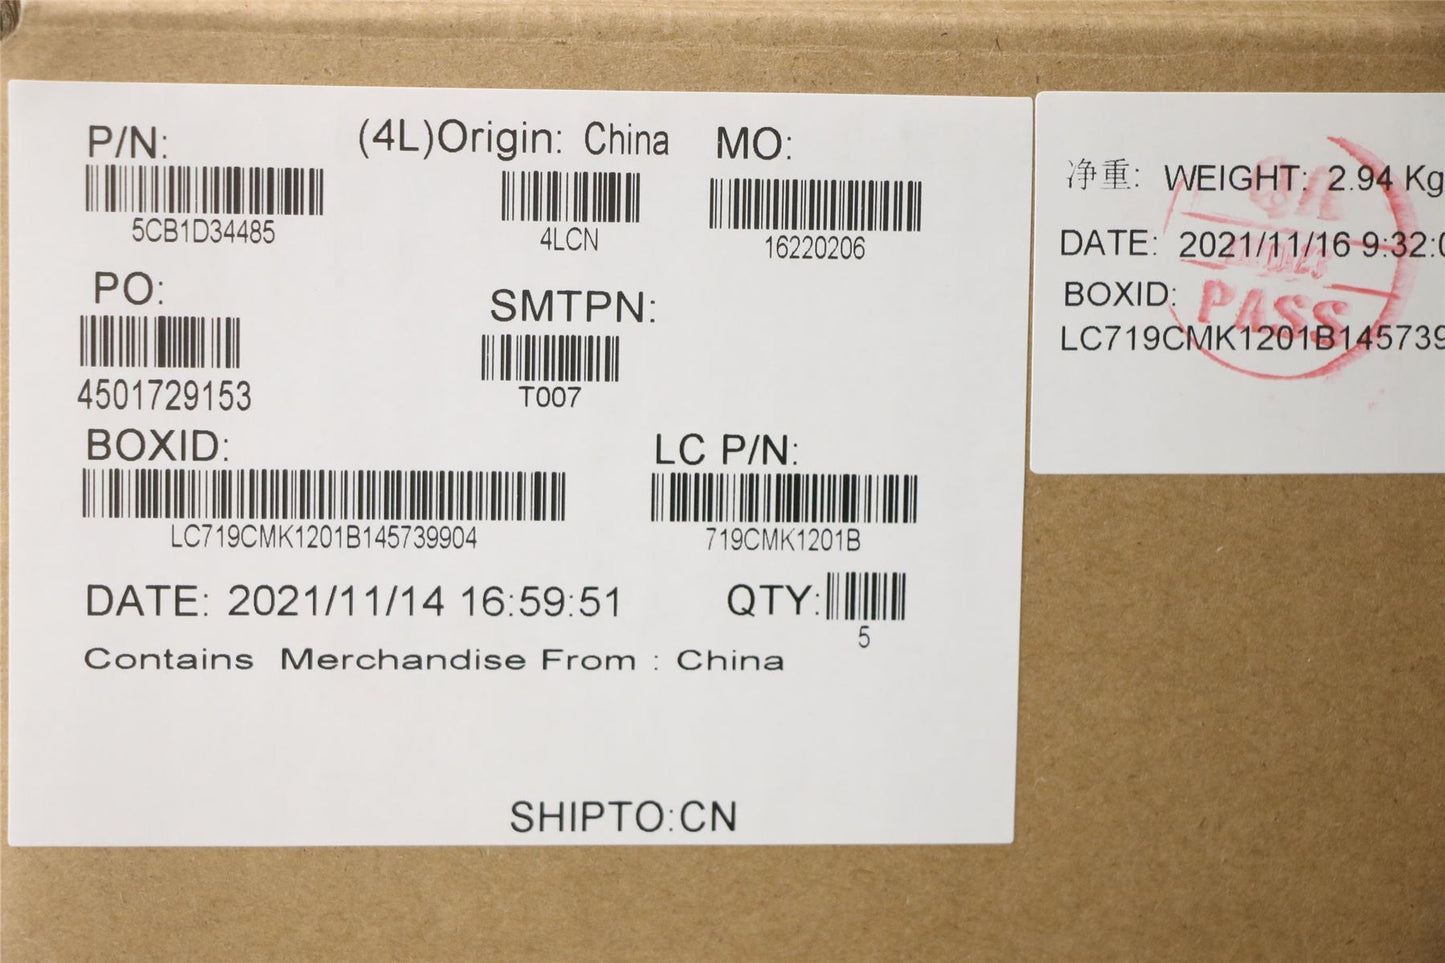 P/N:
(4L)Origin: China
MO:
5CB1D34485
4LCN
16220206
PO:
SMTPN:
4501729153
T007
BOXID:
LC P/N:
LC719CMK1201B145739904
719CMK1201B
DATE: 2021/11/14 16:59:51
QTY:
5
Contains Merchandise From : China
SHIPTO:CN
净重: WEIGHT: 2.94 Kg
DATE: 2021/11/16 9:32:0
BOXID:
LC719CMK1201B145739
PASS